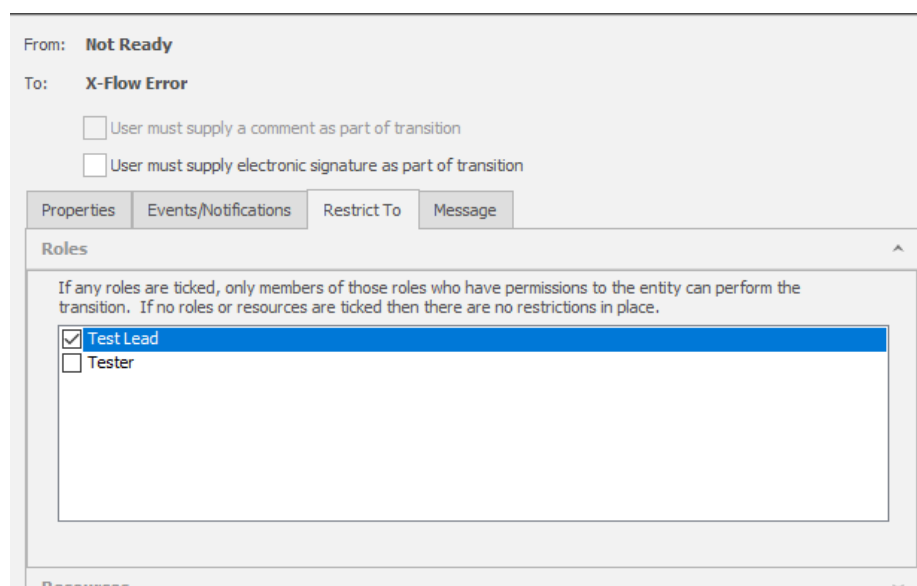 From: Not Ready
To: X-Flow Error
User must supply a comment as part of transition
User must supply electronic signature as part of transition
Properties Events/Notifications Restrict To Message
Roles
If any roles are ticked, only members of those roles who have permissions to the entity can perform the
transition. If no roles or resources are ticked then there are no restrictions in place.
Test Lead
Tester